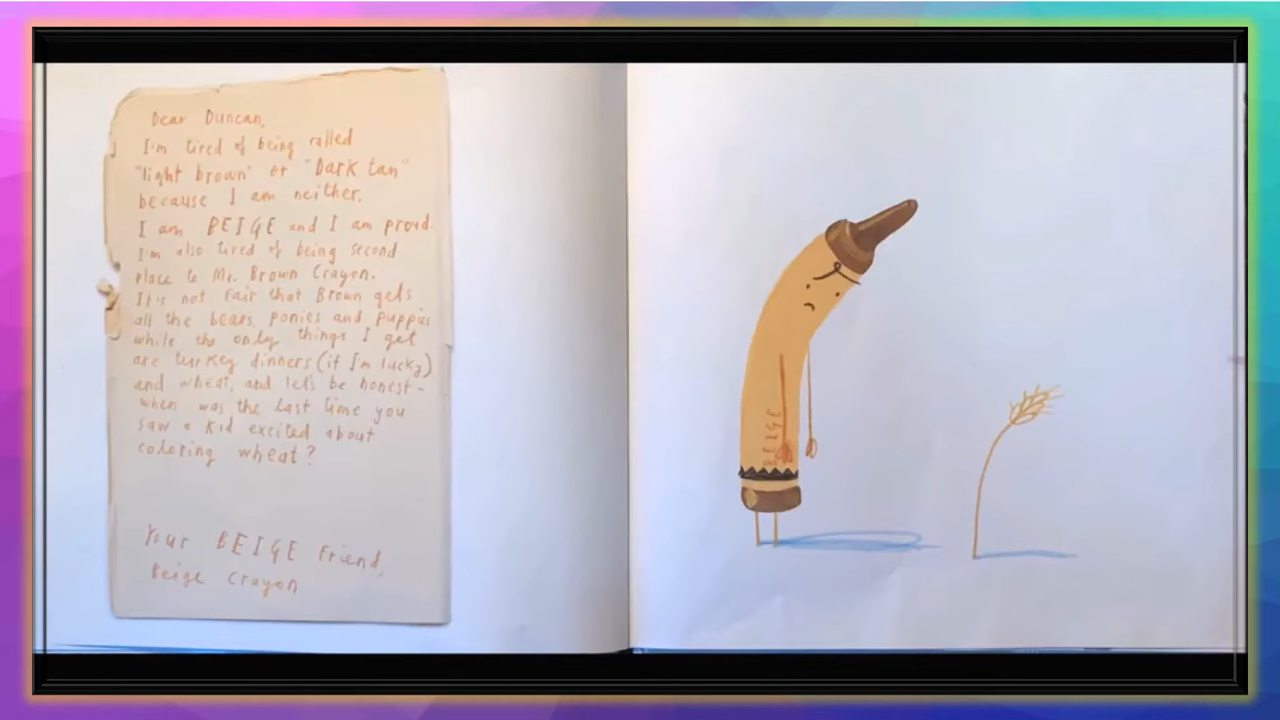 Dear Duncan,
I'm tired of being called
"light brown" or "Dark tan"
because I am neither.
I am BEIGE and I am proud.
I'm also tired of being second
place to Mr. Brown Crayon.
It's not fair that Brown gets
all the bears, ponies and puppies
while the only things I get
are turkey dinners (if I'm lucky)
and wheat, and let's be honest-
when was the last time you
saw a kid excited about
coloring wheat?
Your BEIGE friend,
Beige Crayon
BEIGE